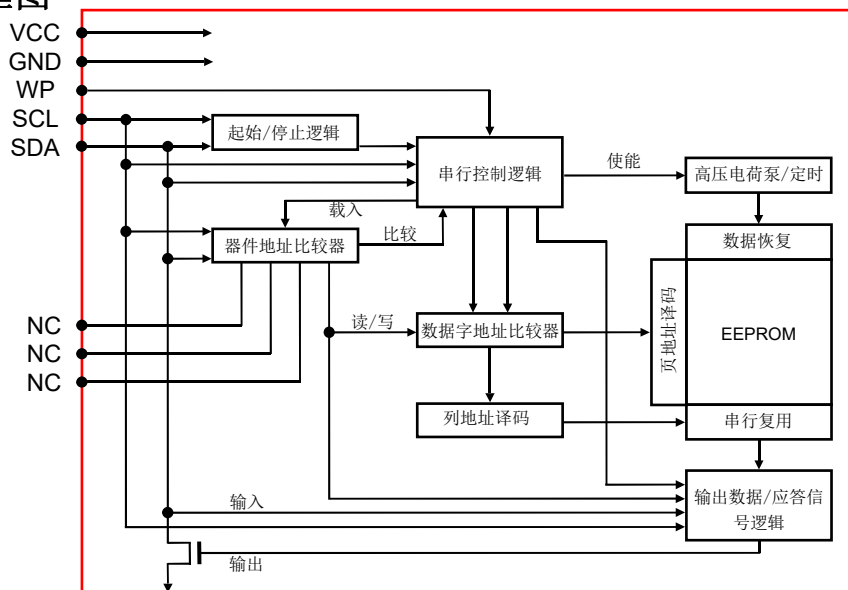 VCC
GND
WP
SCL
SDA
起始/停止逻辑
串行控制逻辑
使能
高压电荷泵/定时
载入
器件地址比较器
比较
数据恢复
NC
NC
NC
读/写
数据字地址比较器
页地址译码
EEPROM
列地址译码
串行复用
输入
输出数据/应答信
号逻辑
输出